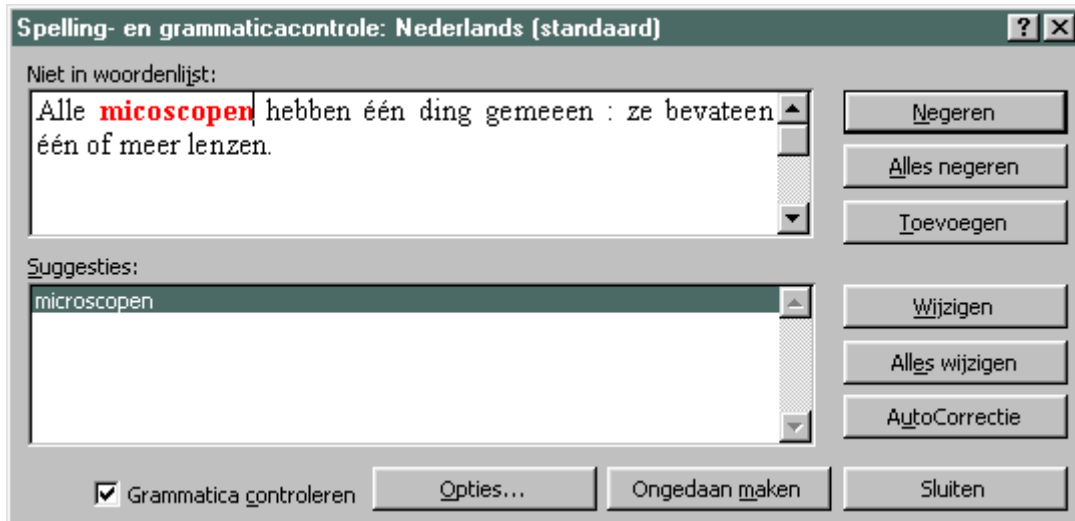 Spelling- en grammaticacontrole: Nederlands (standaard)
Niet in woordenlijst:
Alle micoscopen hebben één ding gemeeen : ze bevateen
één of meer lenzen.
Negeren
Alles negeren
Toevoegen
Suggesties:
microscopen
Wijzigen
Alles wijzigen
AutoCorrectie
Grammatica controleren
Opties...
Ongedaan maken
Sluiten